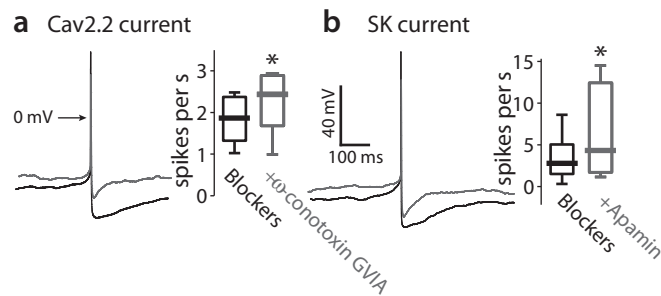 a Cav2.2 current
spikes per s
3
2
1
0
*
0 mV
Blockers
+ω-conotoxin GVIA
b SK current
40 mV
100 ms
spikes per s
15
10
5
0
*
Blockers
+Apamin